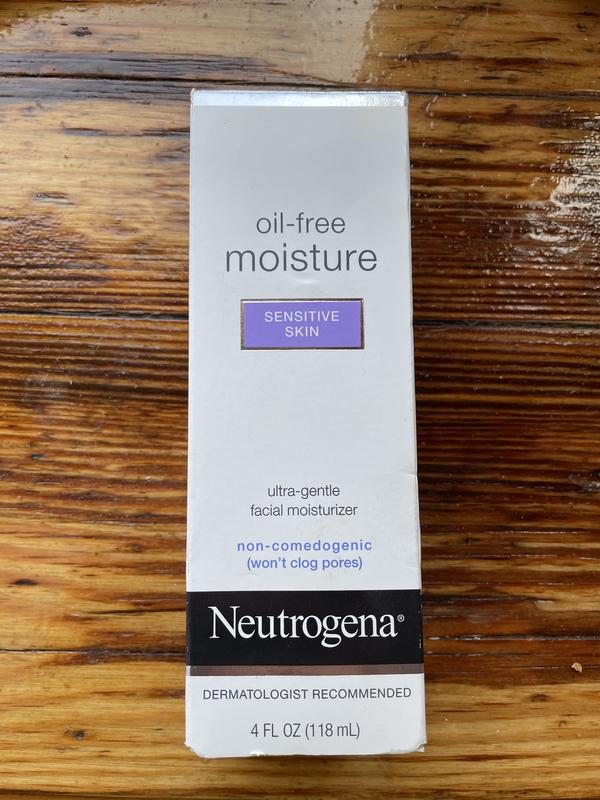 oil-free
moisture
SENSITIVE
SKIN
ultra-gentle
facial moisturizer
non-comedogenic
(won't clog pores)
Neutrogena®
DERMATOLOGIST RECOMMENDED
4 FL OZ (118 mL)